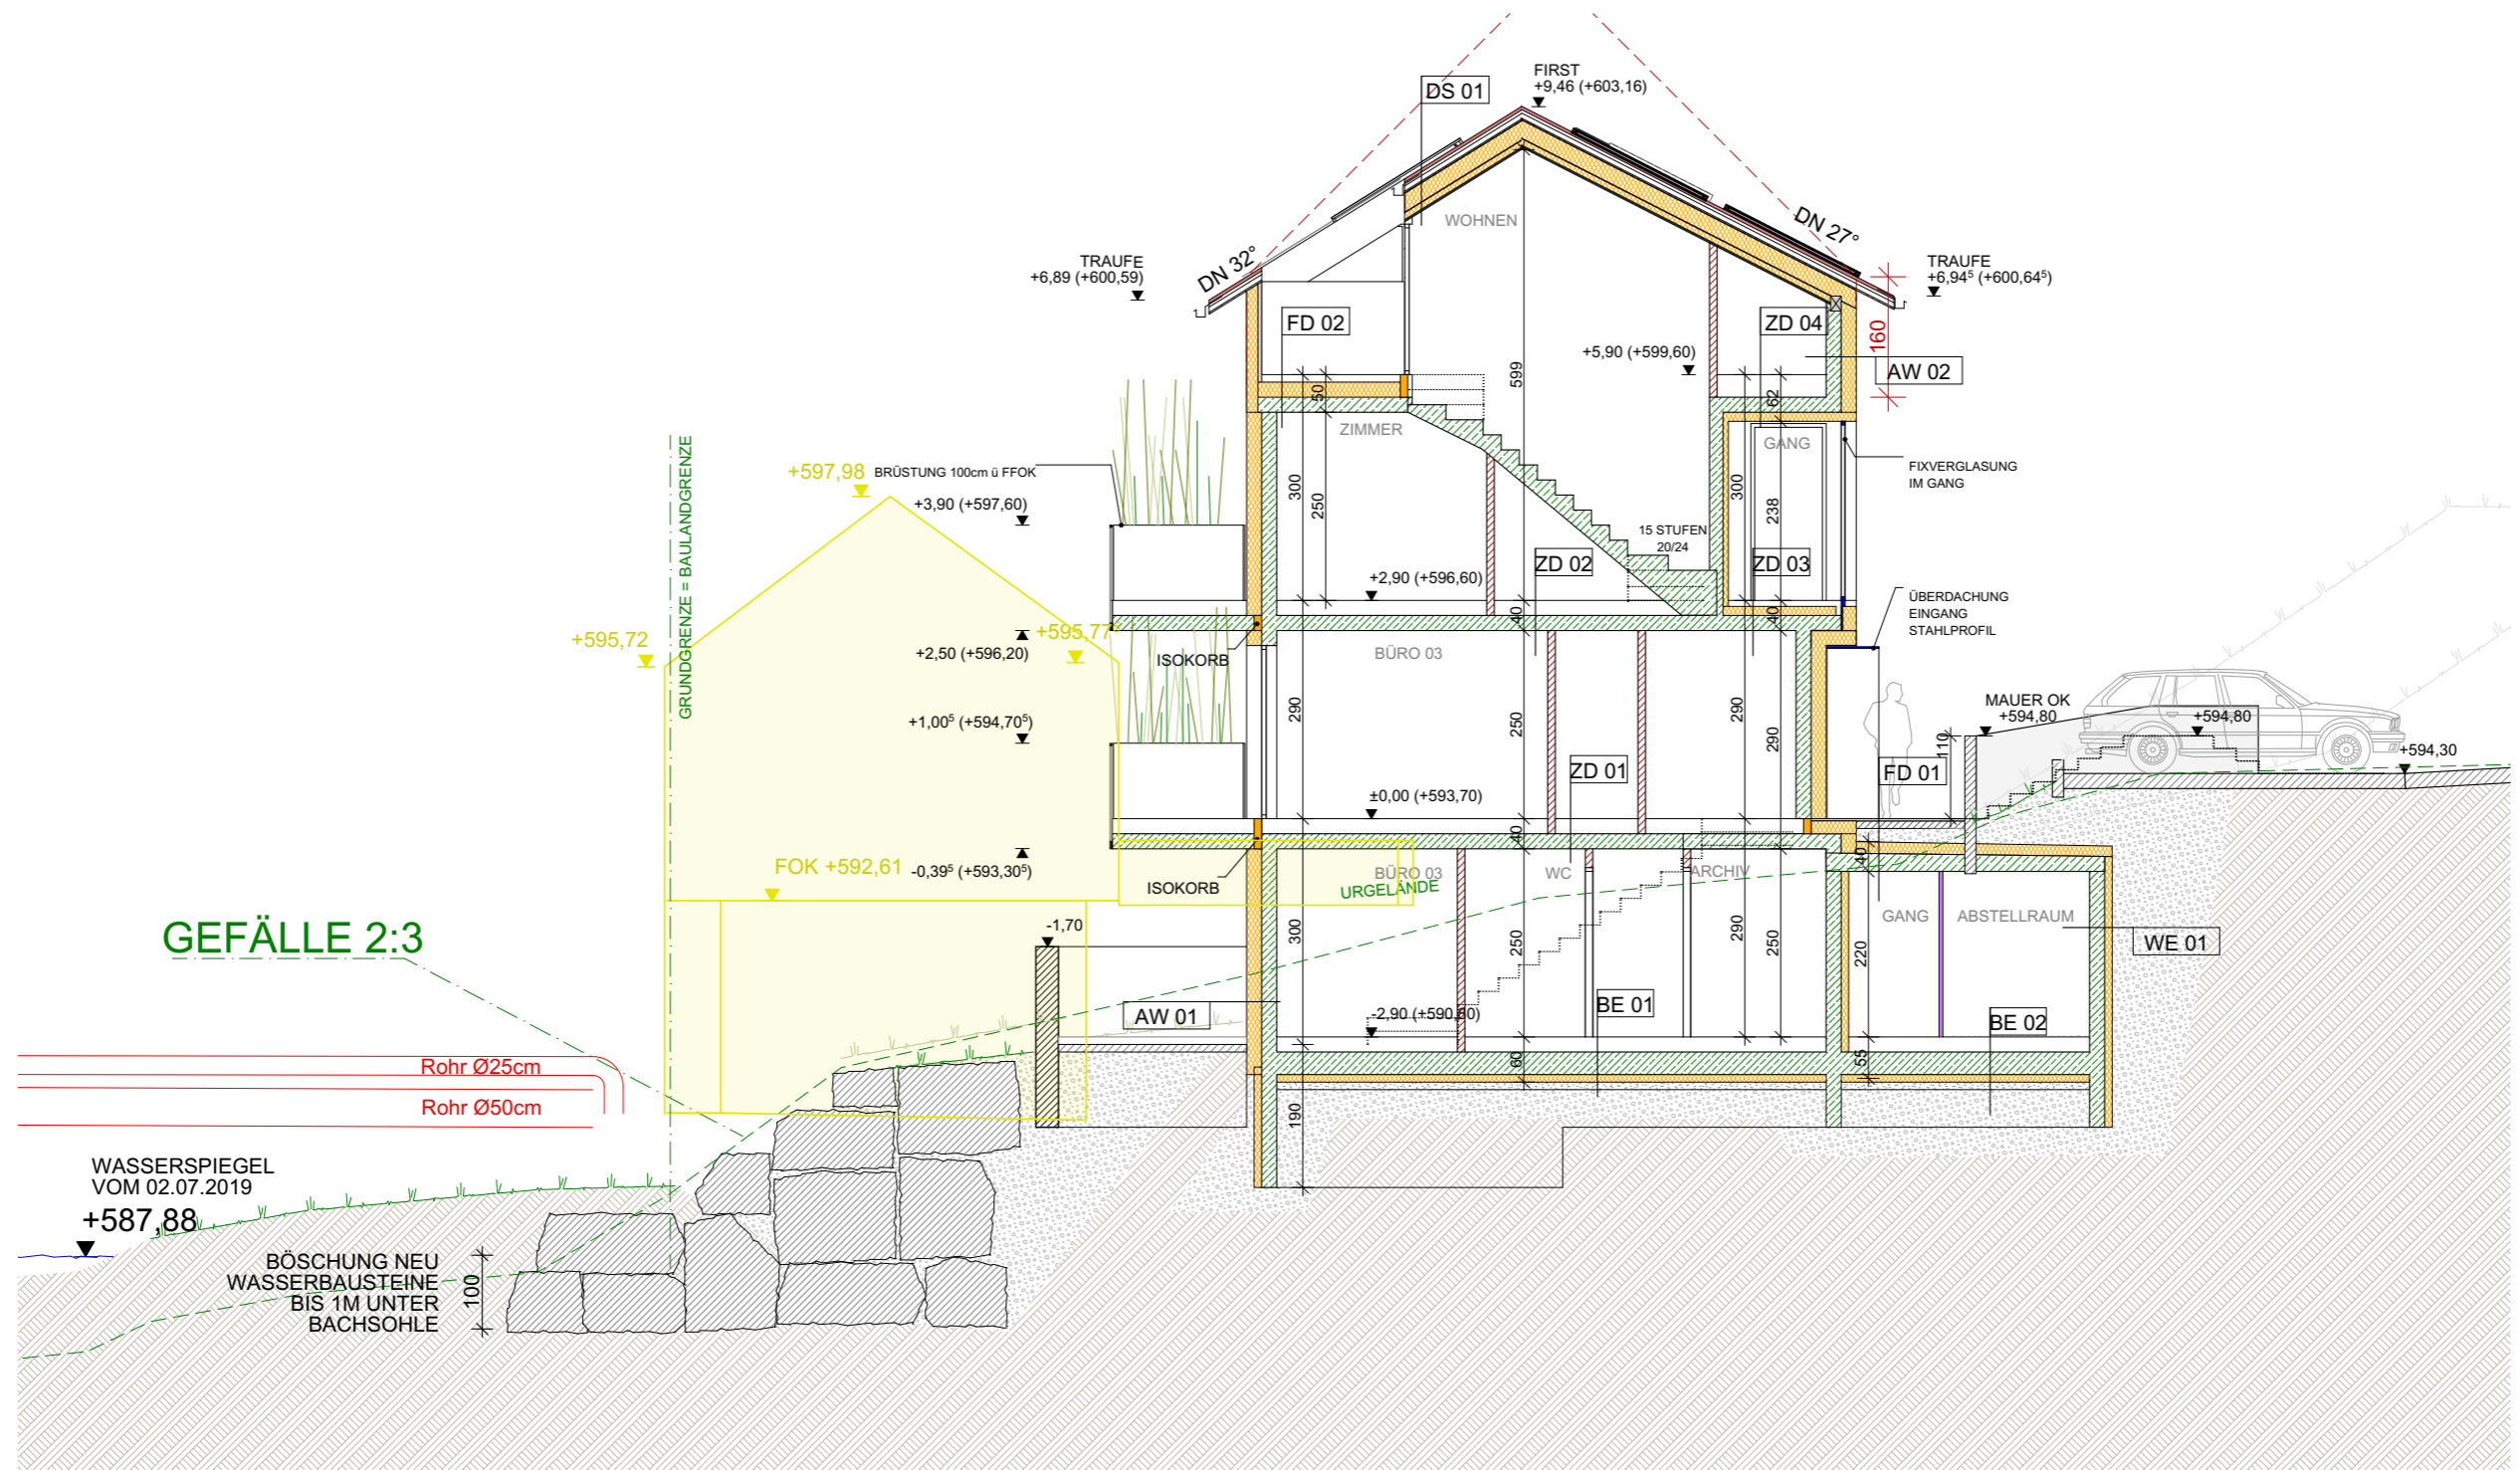 FIRST
+9,46 (+603,16)
DS 01
WOHNEN
DN 27°
DN 32°
TRAUFE
+6,89 (+600,59)
TRAUFE
+6,94⁵ (+600,64⁵)
FD 02
ZD 04
160
+5,90 (+599,60)
AW 02
599
50
62
ZIMMER
GANG
GRUNDGRENZE = BAULANDGRENZE
+597,98
BRÜSTUNG 100cm ü FFOK
+3,90 (+597,60)
FIXVERGLASUNG
IM GANG
300
250
300
238
15 STUFEN
20/24
ZD 02
ZD 03
+2,90 (+596,60)
ÜBERDACHUNG
EINGANG
STAHLPROFIL
40
40
+595,72
+595,77
+2,50 (+596,20)
ISOKORB
BÜRO 03
290
250
290
290
MAUER OK
+594,80
+594,80
+1,00⁵ (+594,70⁵)
110
+594,30
ZD 01
FD 01
±0,00 (+593,70)
40
40
FOK +592,61
-0,39⁵ (+593,30⁵)
ISOKORB
BÜRO 03
URGELÄNDE
WC
ARCHIV
GANG
ABSTELLRAUM
GEFÄLLE 2:3
-1,70
300
250
290
250
220
WE 01
AW 01
-2,90 (+590,80)
BE 01
BE 02
60
55
Rohr Ø25cm
Rohr Ø50cm
190
WASSERSPIEGEL
VOM 02.07.2019
+587,88
BÖSCHUNG NEU
WASSERBAUSTEINE
BIS 1M UNTER
BACHSOHLE
100